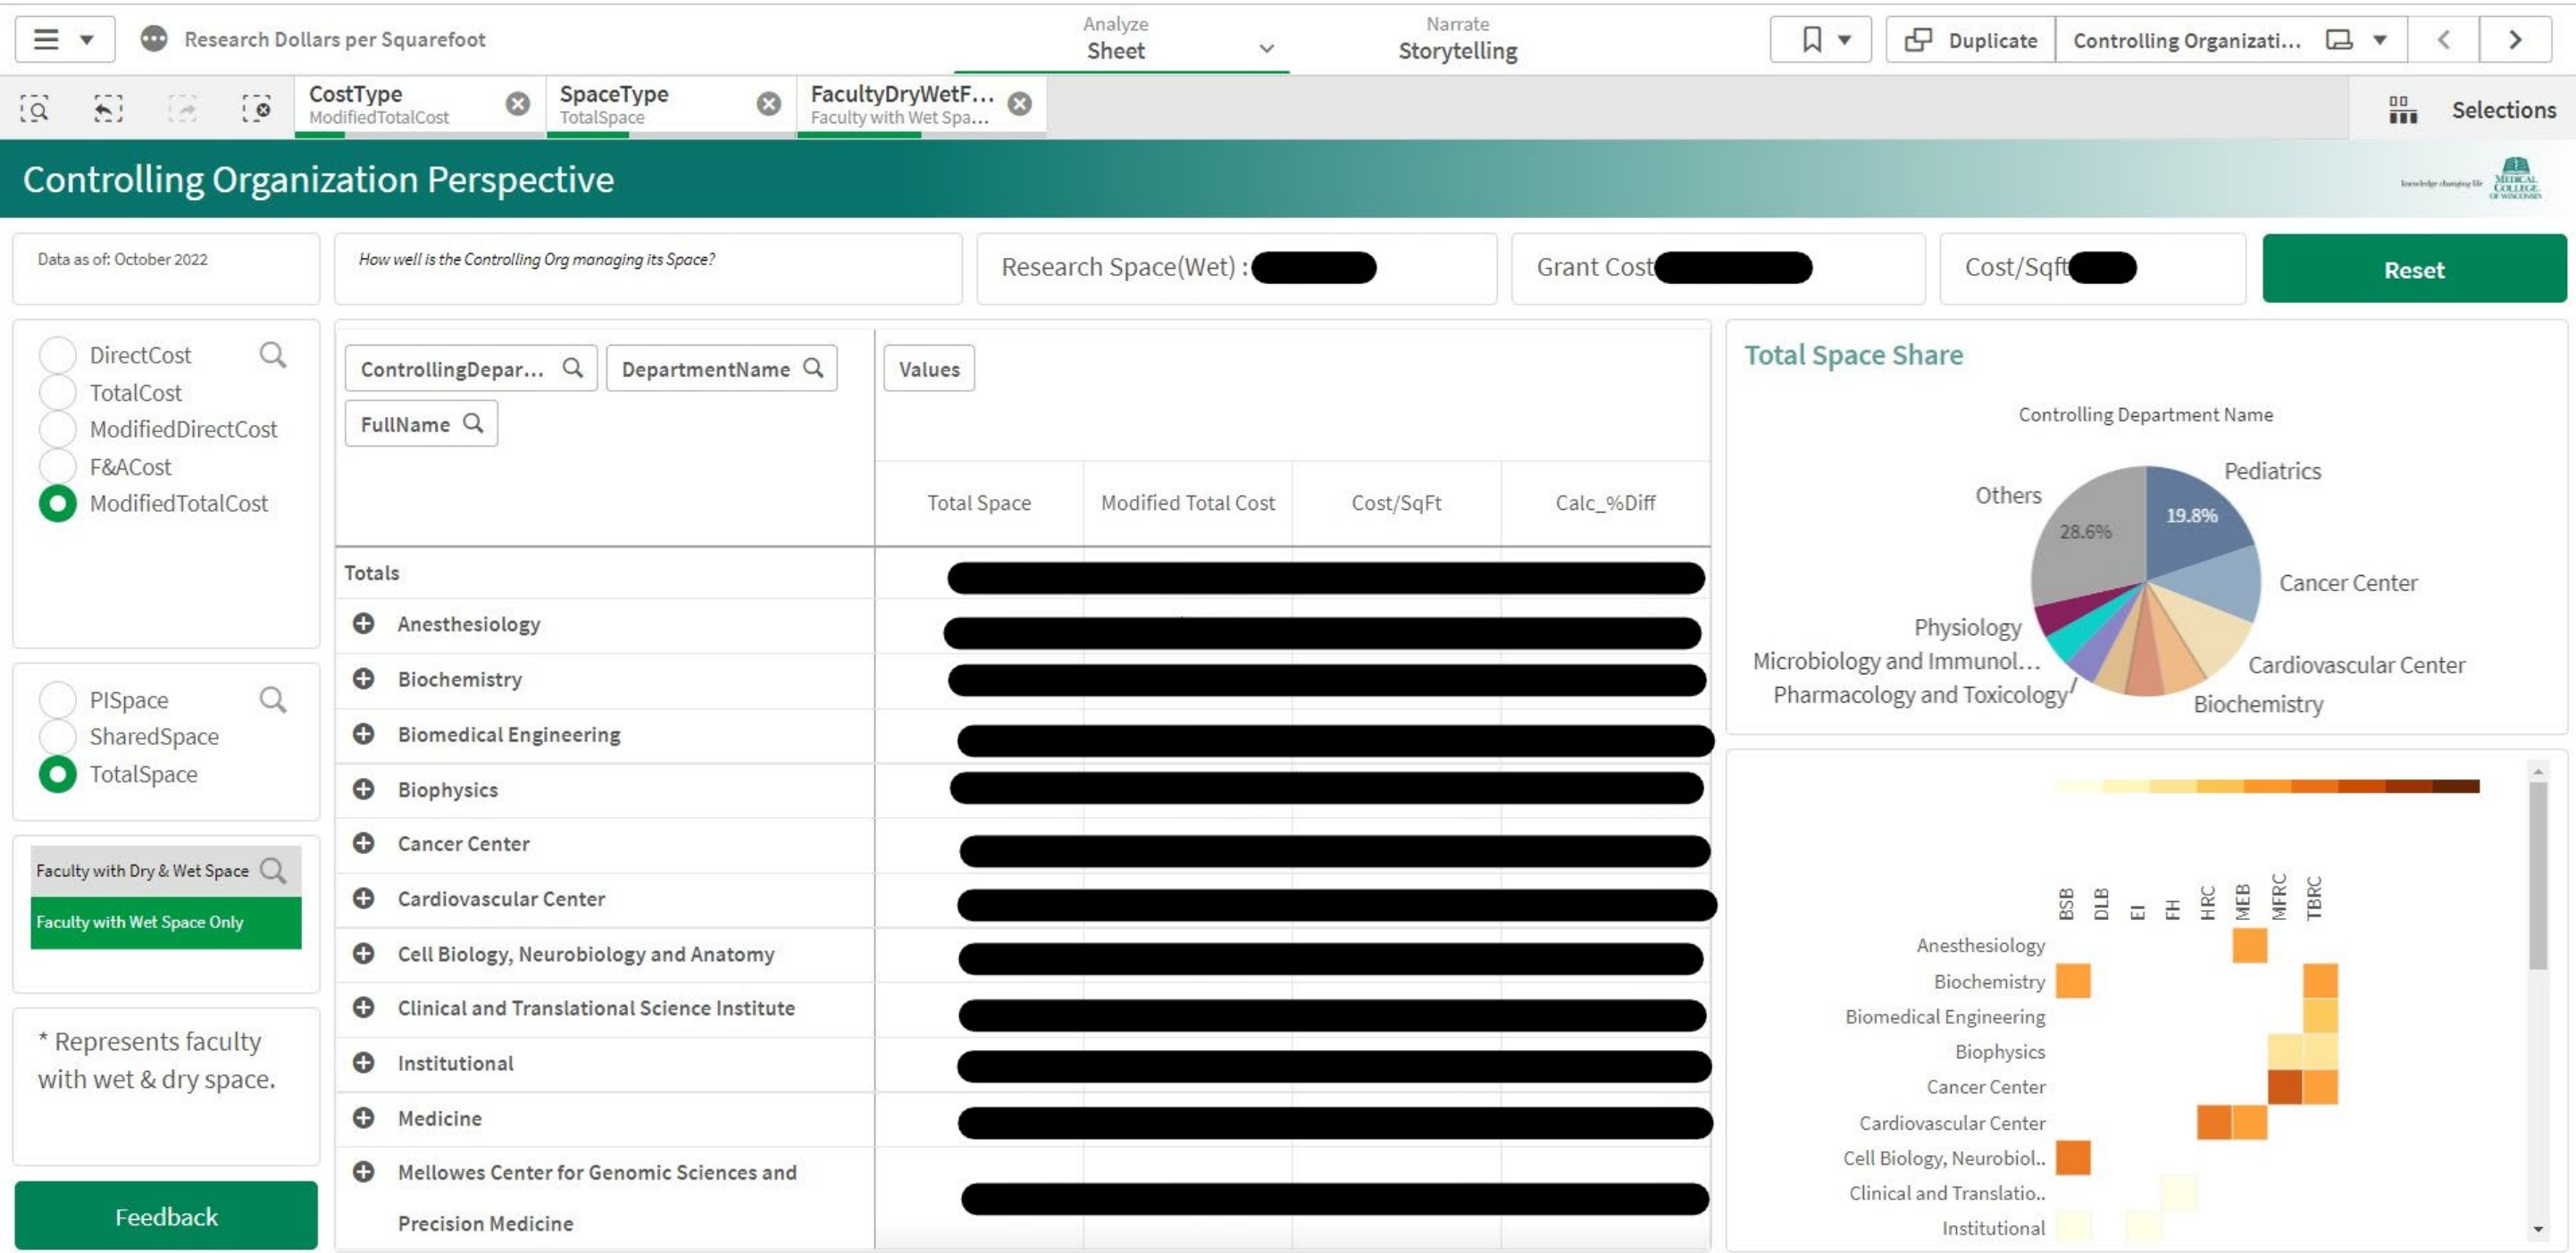 Research Dollars per Squarefoot
Analyze
Sheet
Narrate
Storytelling
Duplicate
Controlling Organizati...
CostType
ModifiedTotalCost
SpaceType
TotalSpace
FacultyDryWetF...
Faculty with Wet Spa...
Selections
Controlling Organization Perspective
knowledge changing life
MEDICAL
COLLEGE
OF WISCONSIN
Data as of: October 2022
How well is the Controlling Org managing its Space?
Research Space(Wet) :
Grant Cost
Cost/Sqft
Reset
DirectCost
TotalCost
ModifiedDirectCost
F&ACost
ModifiedTotalCost
PISpace
SharedSpace
TotalSpace
Faculty with Dry & Wet Space
Faculty with Wet Space Only
* Represents faculty
with wet & dry space.
Feedback
ControllingDepar...
DepartmentName
Values
FullName
Total Space
Modified Total Cost
Cost/SqFt
Calc_%Diff
Totals
Anesthesiology
Biochemistry
Biomedical Engineering
Biophysics
Cancer Center
Cardiovascular Center
Cell Biology, Neurobiology and Anatomy
Clinical and Translational Science Institute
Institutional
Medicine
Mellowes Center for Genomic Sciences and
Precision Medicine
Total Space Share
Controlling Department Name
Pediatrics
Others
19.8%
28.6%
Cancer Center
Physiology
Microbiology and Immunol...
Cardiovascular Center
Pharmacology and Toxicology
Biochemistry
BSB
DLB
EI
FH
HRC
MEB
MFRC
TBRC
Anesthesiology
Biochemistry
Biomedical Engineering
Biophysics
Cancer Center
Cardiovascular Center
Cell Biology, Neurobiol..
Clinical and Translatio..
Institutional